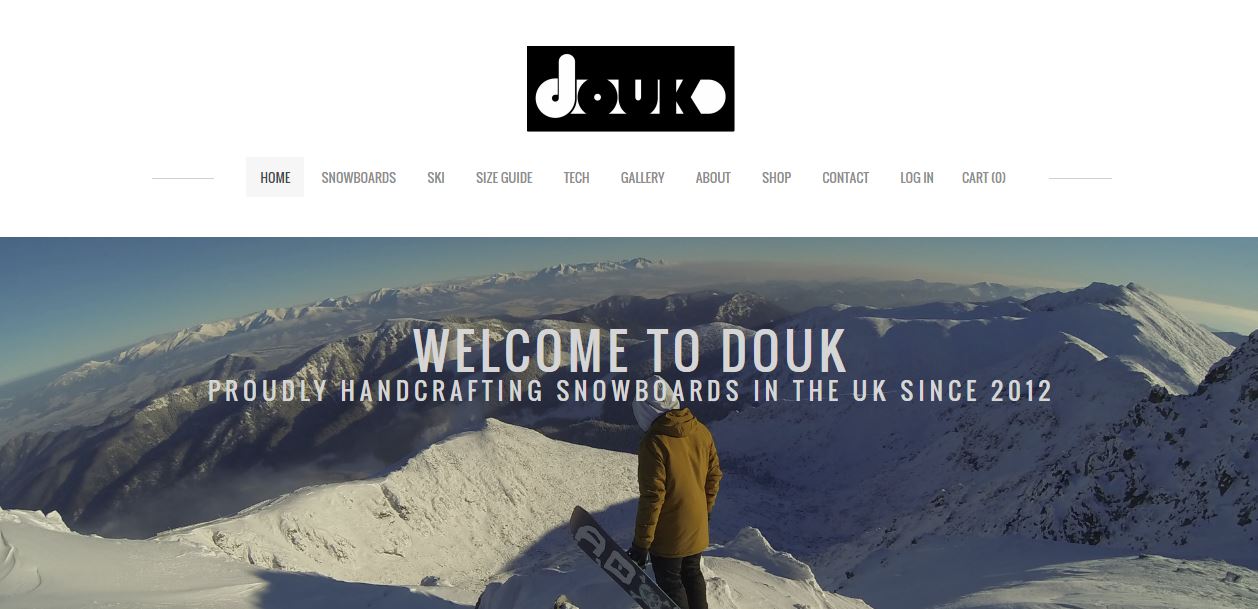 douk
HOME SNOWBOARDS SKI SIZE GUIDE TECH GALLERY ABOUT SHOP CONTACT LOG IN CART (0)
WELCOME TO DOUK
PROUDLY HANDCRAFTING SNOWBOARDS IN THE UK SINCE 2012